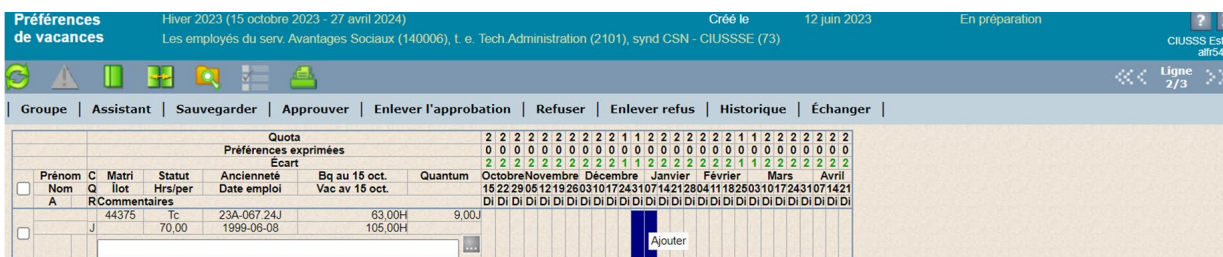 Préférences de vacances
Hiver 2023 (15 octobre 2023 - 27 avril 2024)
Créé le 12 juin 2023 En préparation
Les employés du serv. Avantages Sociaux (140006), t. e. Tech.Administration (2101), synd CSN - CIUSSSE (73)
?
CIUSSS Est
alfr54
Ligne
2/3
| Groupe | Assistant | Sauvegarder | Approuver | Enlever l'approbation | Refuser | Enlever refus | Historique | Échanger |
Quota 2 2 2 2 2 2 2 2 2 2 1 1 2 2 2 2 2 2 2 1 1 2 2 2 2 2 2 2
Préférences exprimées 0 0 0 0 0 0 0 0 0 0 0 0 0 0 0 0 0 0 0 0 0 0 0 0 0 0 0 0
Écart 2 2 2 2 2 2 2 2 2 2 1 1 2 2 2 2 2 2 2 1 1 2 2 2 2 2 2 2
Prénom C Matri Statut Ancienneté Bq au 15 oct. Quantum Octobre Novembre Décembre Janvier Février Mars Avril
Nom Q Îlot Hrs/per Date emploi Vac av 15 oct. 15 22 29 05 12 19 26 03 10 17 24 31 07 14 21 28 04 11 18 25 03 10 17 24 31 07 14 21
A R Commentaires Di Di Di Di Di Di Di Di Di Di Di Di Di Di Di Di Di Di Di Di Di Di Di Di Di Di Di Di
44375 Tc 23A-067.24J 63,00H 9,00J
J 70,00 1999-06-08 105,00H
Ajouter
...